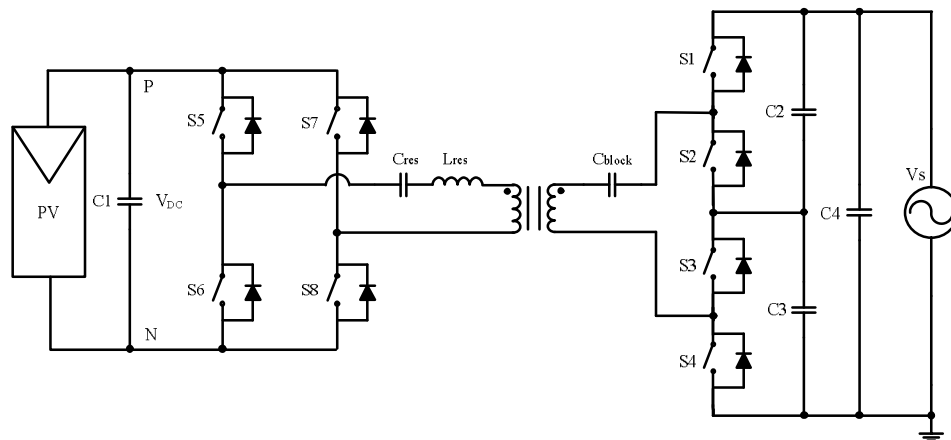 S1
P
S5
S7
C2
Cres
Lres
Cblock
S2
Vs
PV
C1
VDC
C4
S6
S8
S3
C3
N
S4